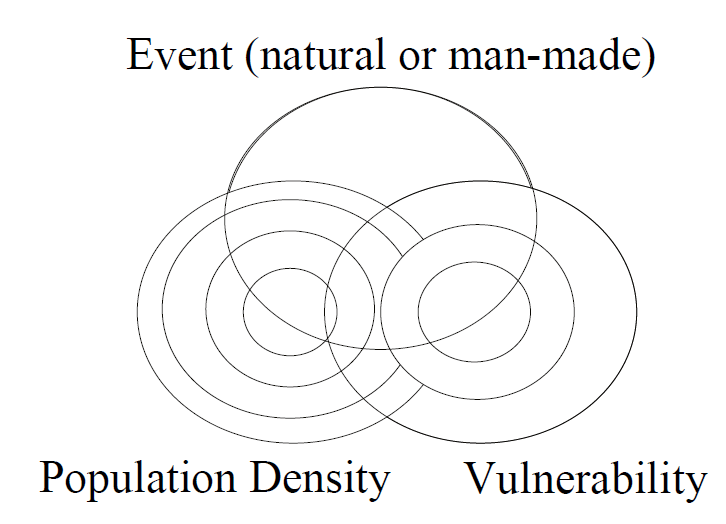 Event (natural or man-made)
Population Density
Vulnerability